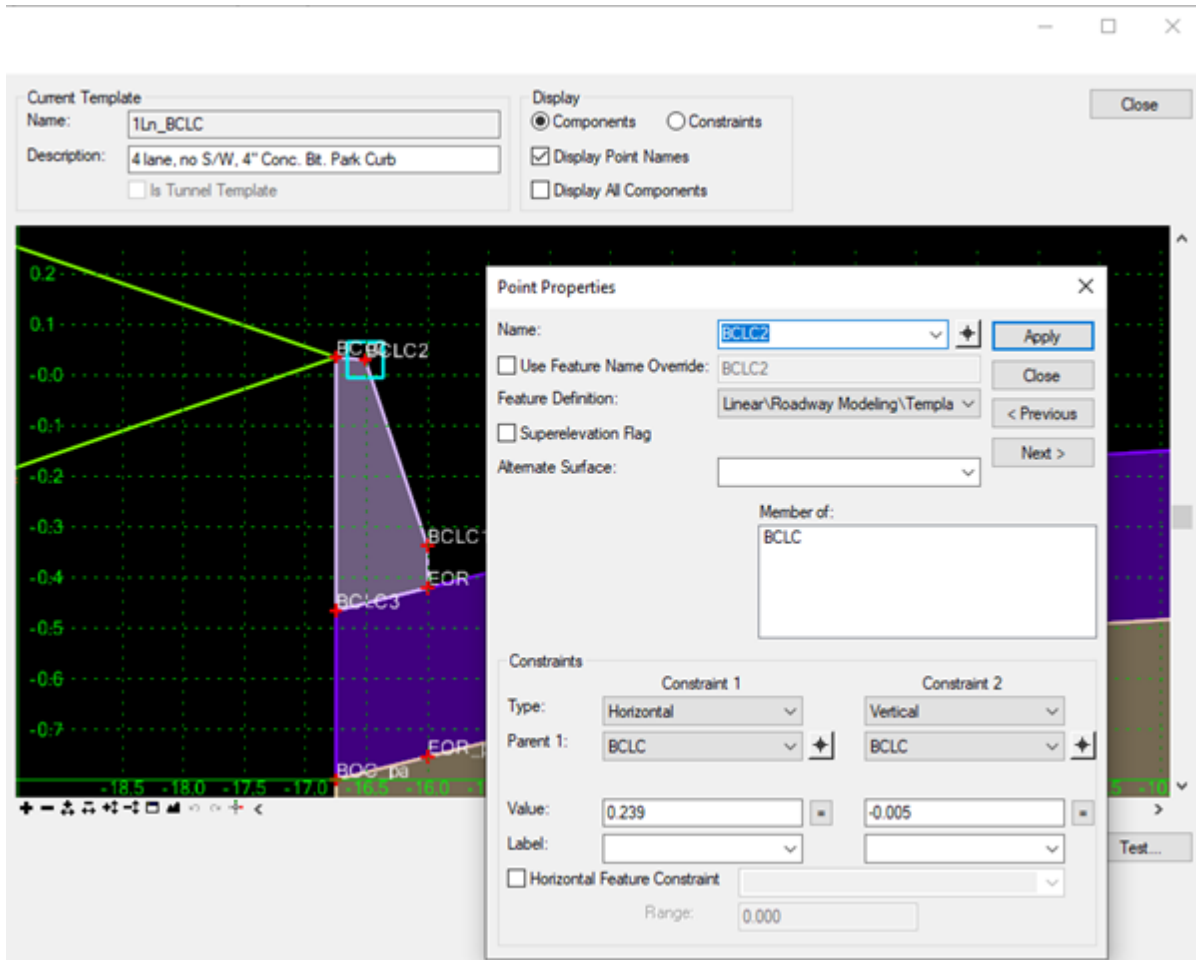 Current Template
Name: 1Ln_BCLC
Description: 4 lane, no S/W, 4" Conc. Bit. Park Curb
Is Tunnel Template
Display
Components Constraints
Display Point Names
Display All Components
Close
0.2
0.1
-0.0
-0.1
-0.2
-0.3
-0.4
-0.5
-0.6
-0.7
BCLC2
BCLC1
EOR
BCLC3
-18.5 -18.0 -17.5 -17.0 -16.5 -16.0
-10
Test...
Point Properties
Name: BCLC2 Apply
Use Feature Name Override: BCLC2 Close
Feature Definition: Linear\Roadway Modeling\Templa < Previous
Superelevation Flag Next >
Alternate Surface:
Member of:
BCLC
Constraints
Constraint 1 Constraint 2
Type: Horizontal Vertical
Parent 1: BCLC BCLC
Value: 0.239 = -0.005 =
Label:
Horizontal Feature Constraint
Range: 0.000